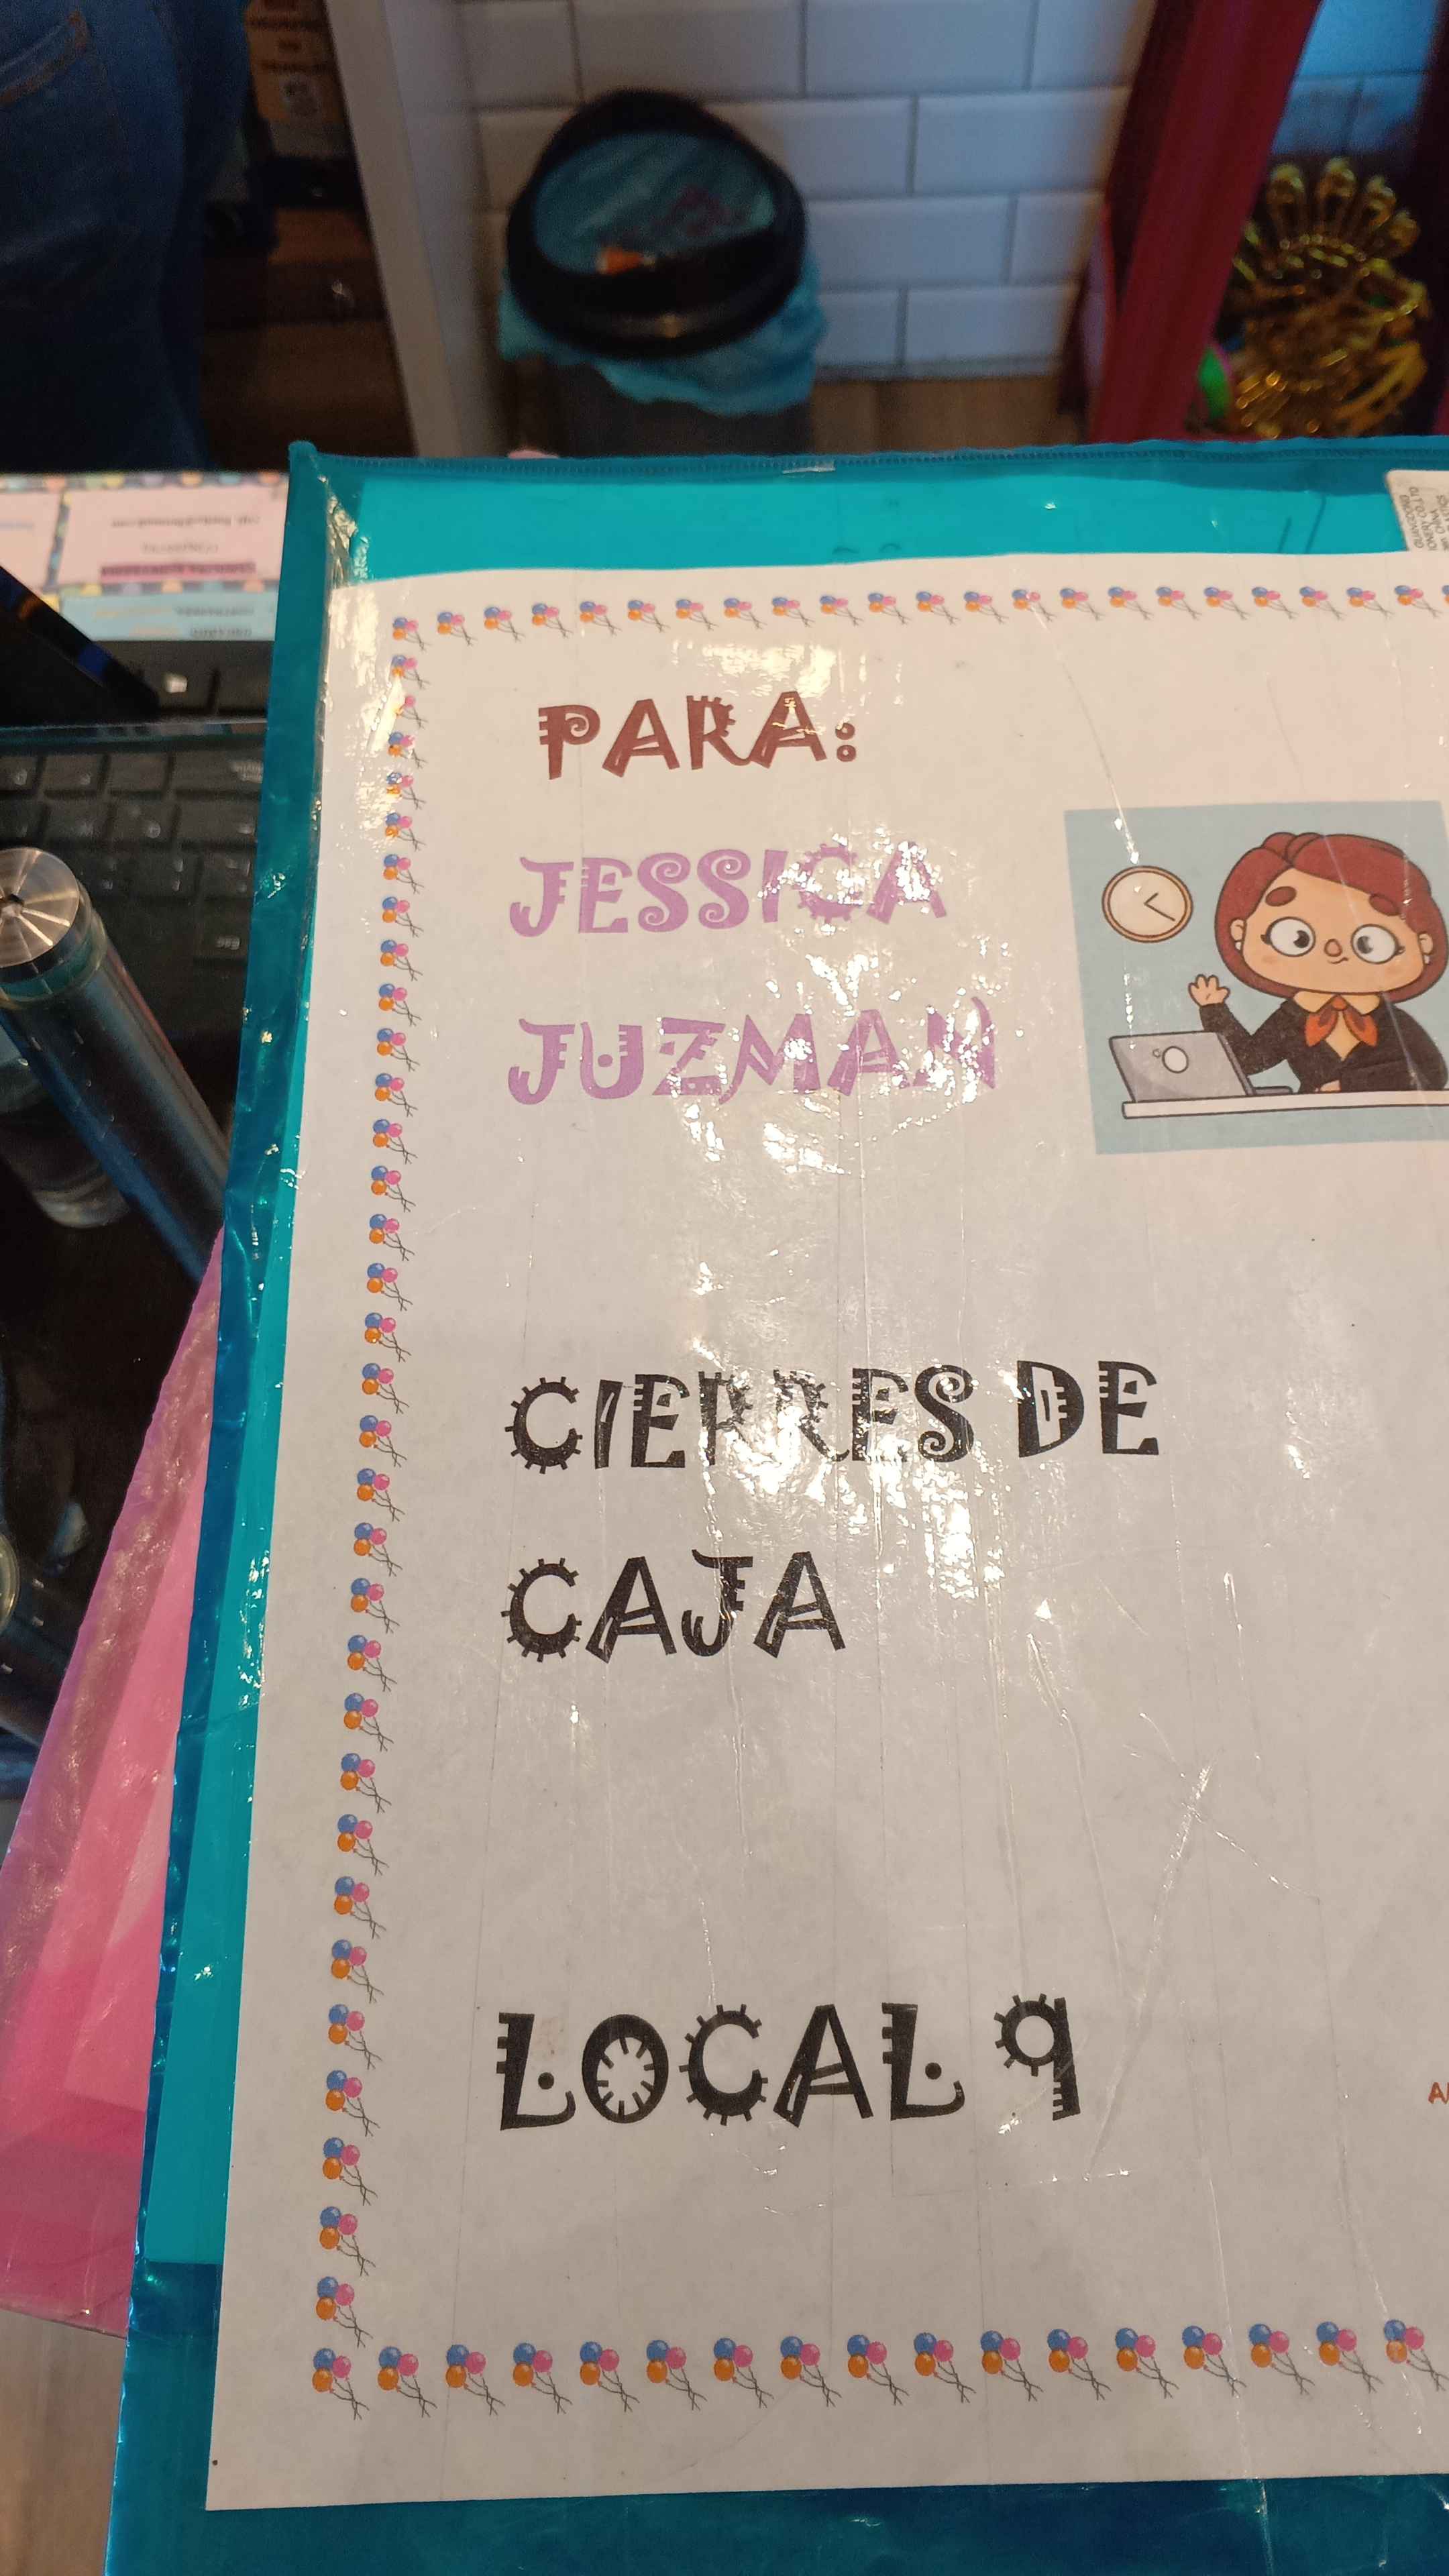 PARA:
JESSICA
JUZMAN
CIERRES DE
CAJA
LOCAL 9